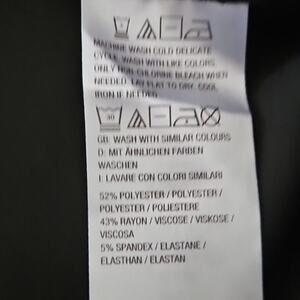 MACHINE WASH COLD DELICATE
CYCLE. WASH WITH LIKE COLORS.
ONLY NON-CHLORINE BLEACH WHEN
NEEDED. LAY FLAT TO DRY. COOL
IRON IF NEEDED
30
GB: WASH WITH SIMILAR COLOURS
D: MIT ÄHNLICHEN FARBEN
WASCHEN
I: LAVARE CON COLORI SIMILARI
52% POLYESTER / POLYESTER /
POLYESTER / POLIESTERE
43% RAYON / VISCOSE / VISKOSE /
VISCOSA
5% SPANDEX / ELASTANE /
ELASTHAN / ELASTAN